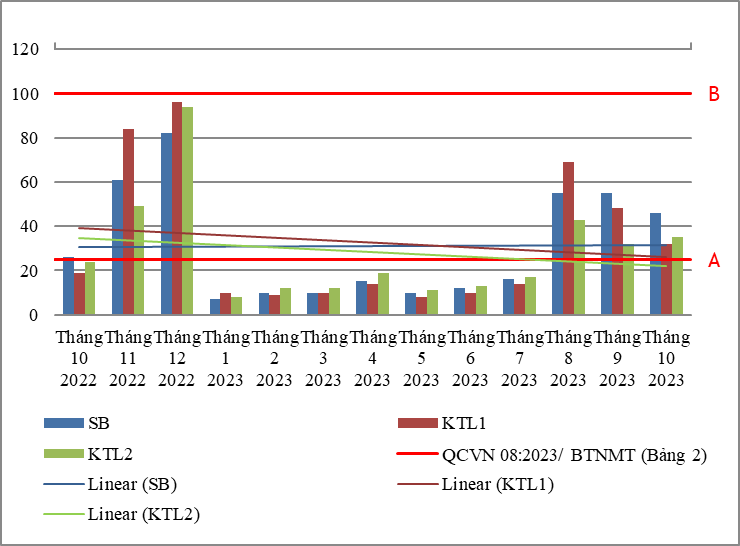 120
100
B
80
60
40
A
20
0
Tháng Tháng Tháng Tháng Tháng Tháng Tháng Tháng Tháng Tháng Tháng Tháng Tháng
10 11 12 1 2 3 4 5 6 7 8 9 10
2022 2022 2022 2023 2023 2023 2023 2023 2023 2023 2023 2023 2023
SB KTL1
KTL2 QCVN 08:2023/ BTNMT (Bảng 2)
Linear (SB) Linear (KTL1)
Linear (KTL2)